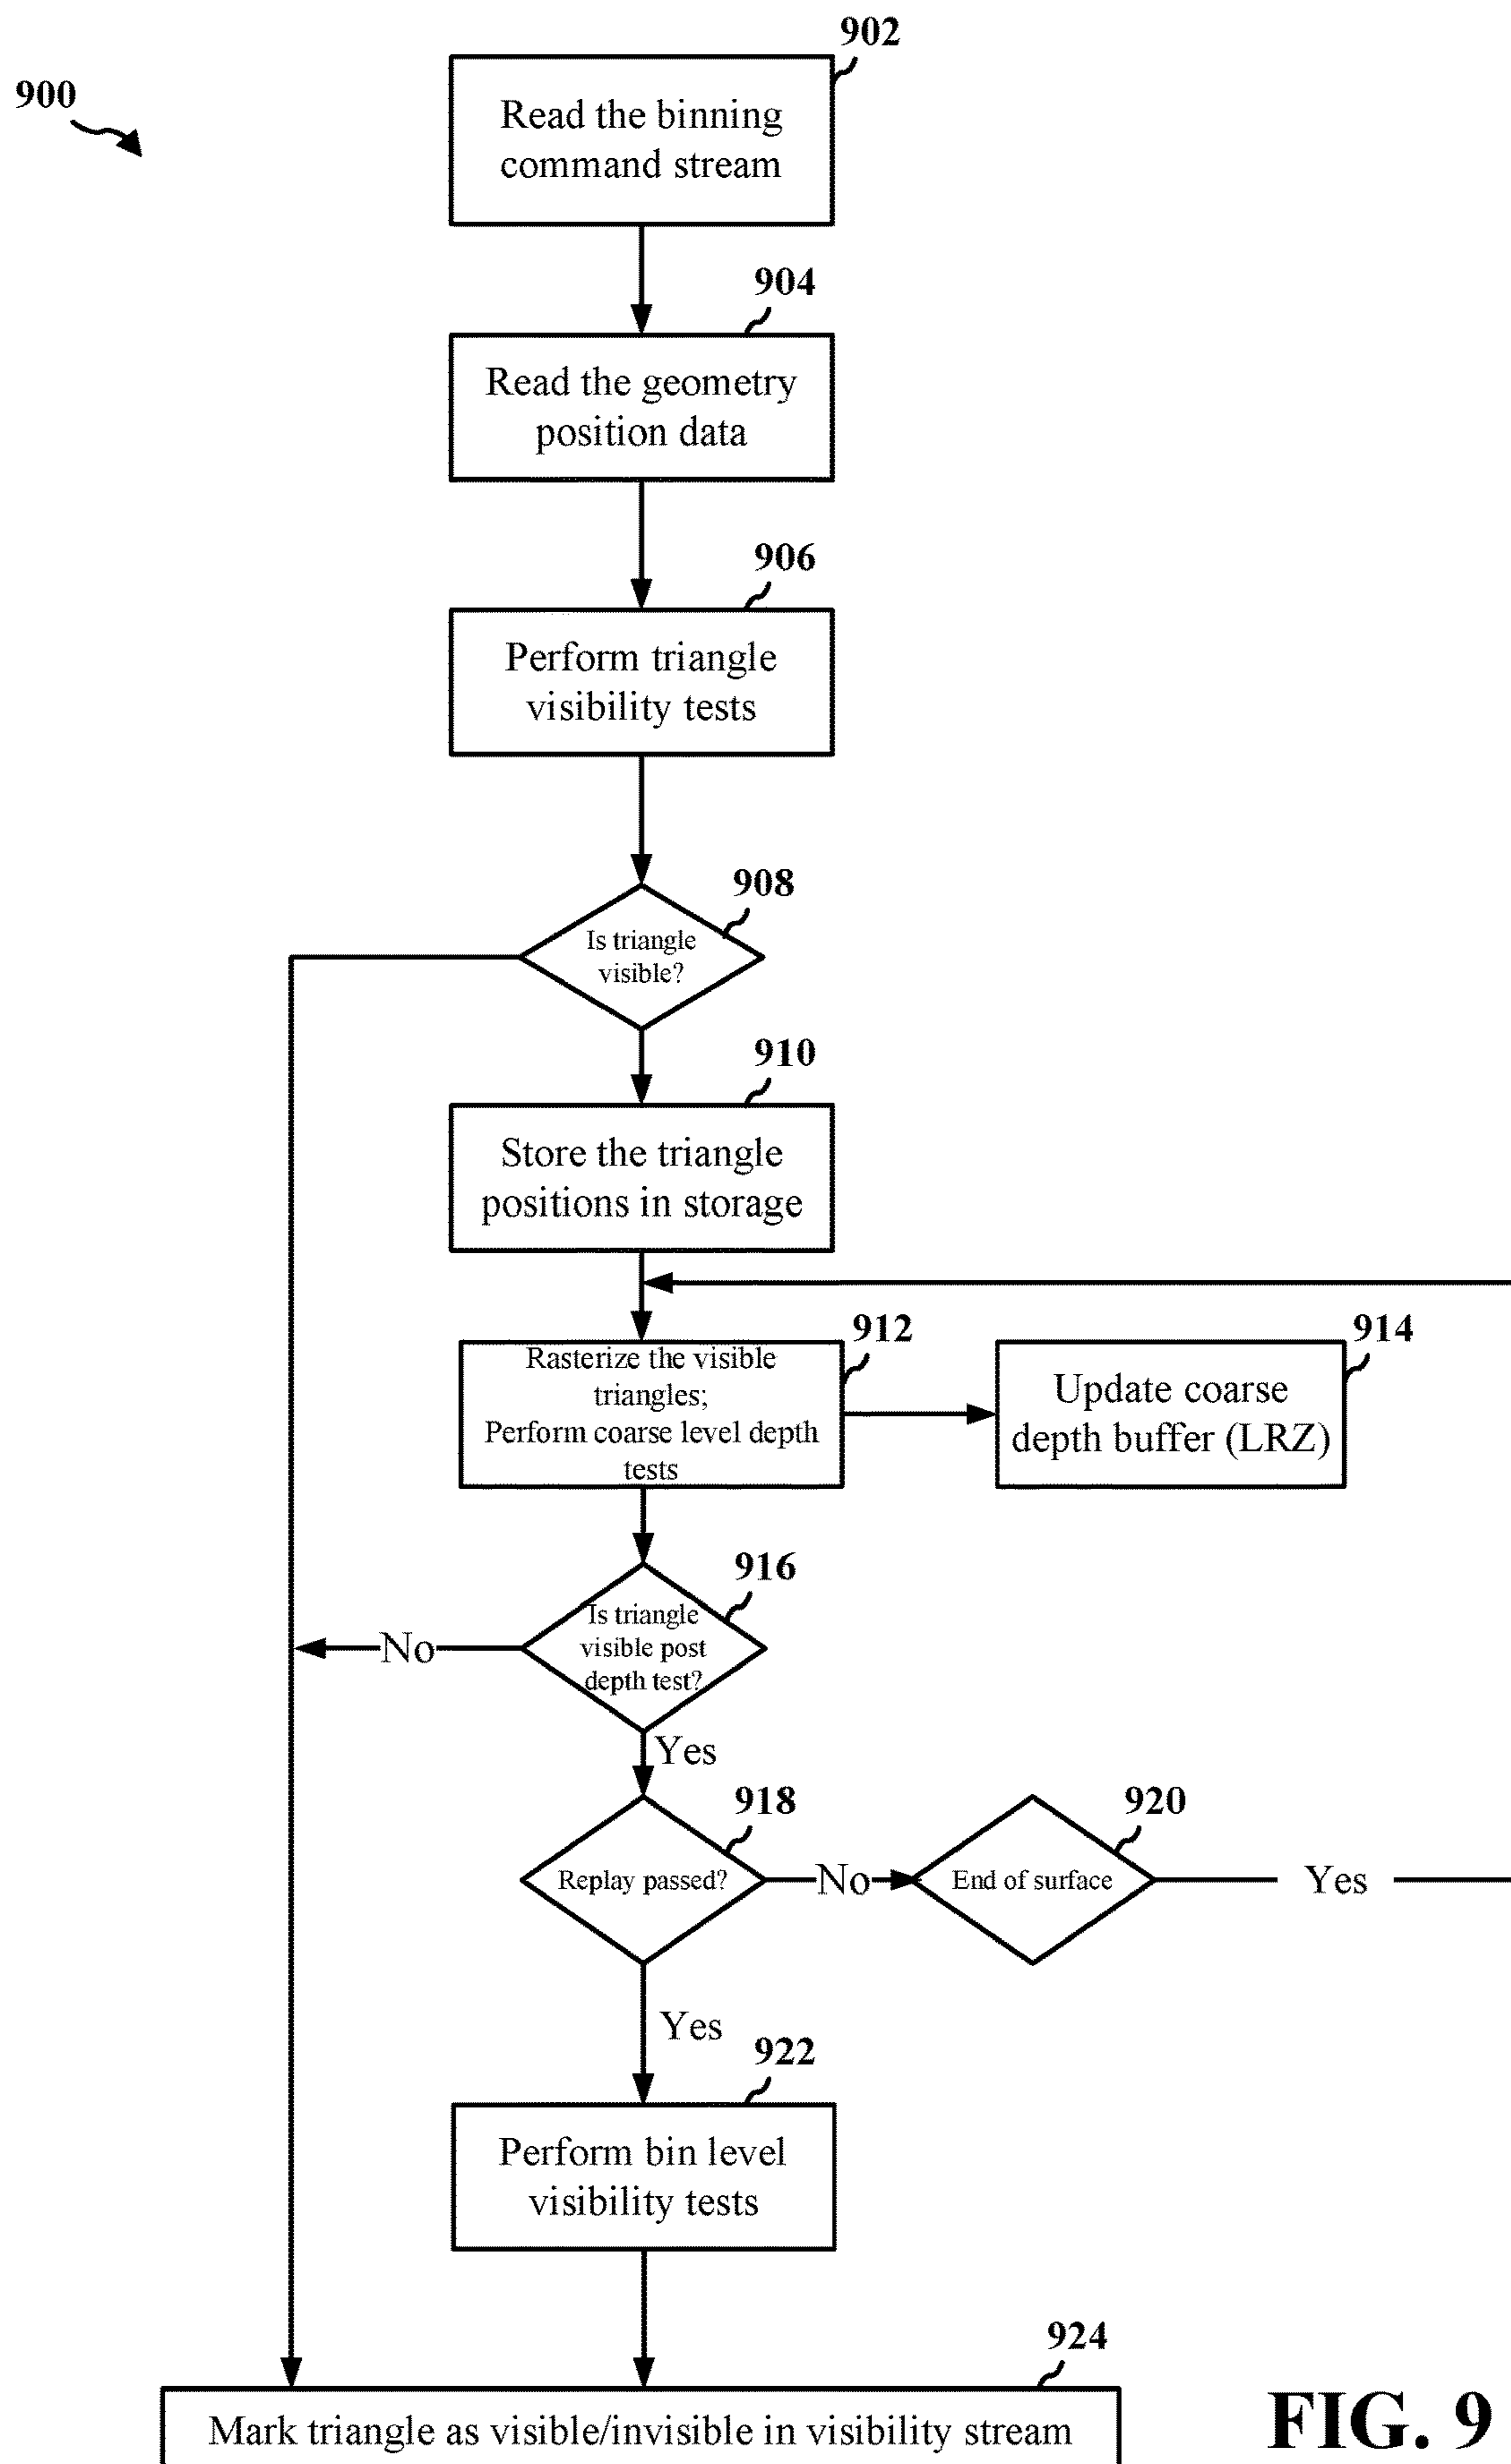 902
900
Read the binning
command stream
904
Read the geometry
position data
906
Perform triangle
visibility tests
908
Is triangle
visible?
910
Store the triangle
positions in storage
912
914
Rasterize the visible
triangles;
Perform coarse level depth
tests
Update coarse
depth buffer (LRZ)
916
Is triangle
visible post
depth test?
No
Yes
918
920
Replay passed?
No
End of surface
Yes
Yes
922
Perform bin level
visibility tests
924
Mark triangle as visible/invisible in visibility stream
FIG. 9